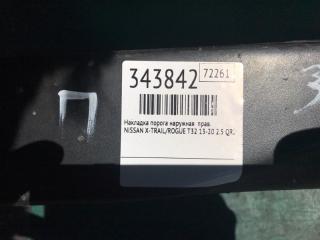 343842 72261
Накладка порога наружная прав.
NISSAN X-TRAIL/ROGUE T32 13-20 2.5 QR.
П